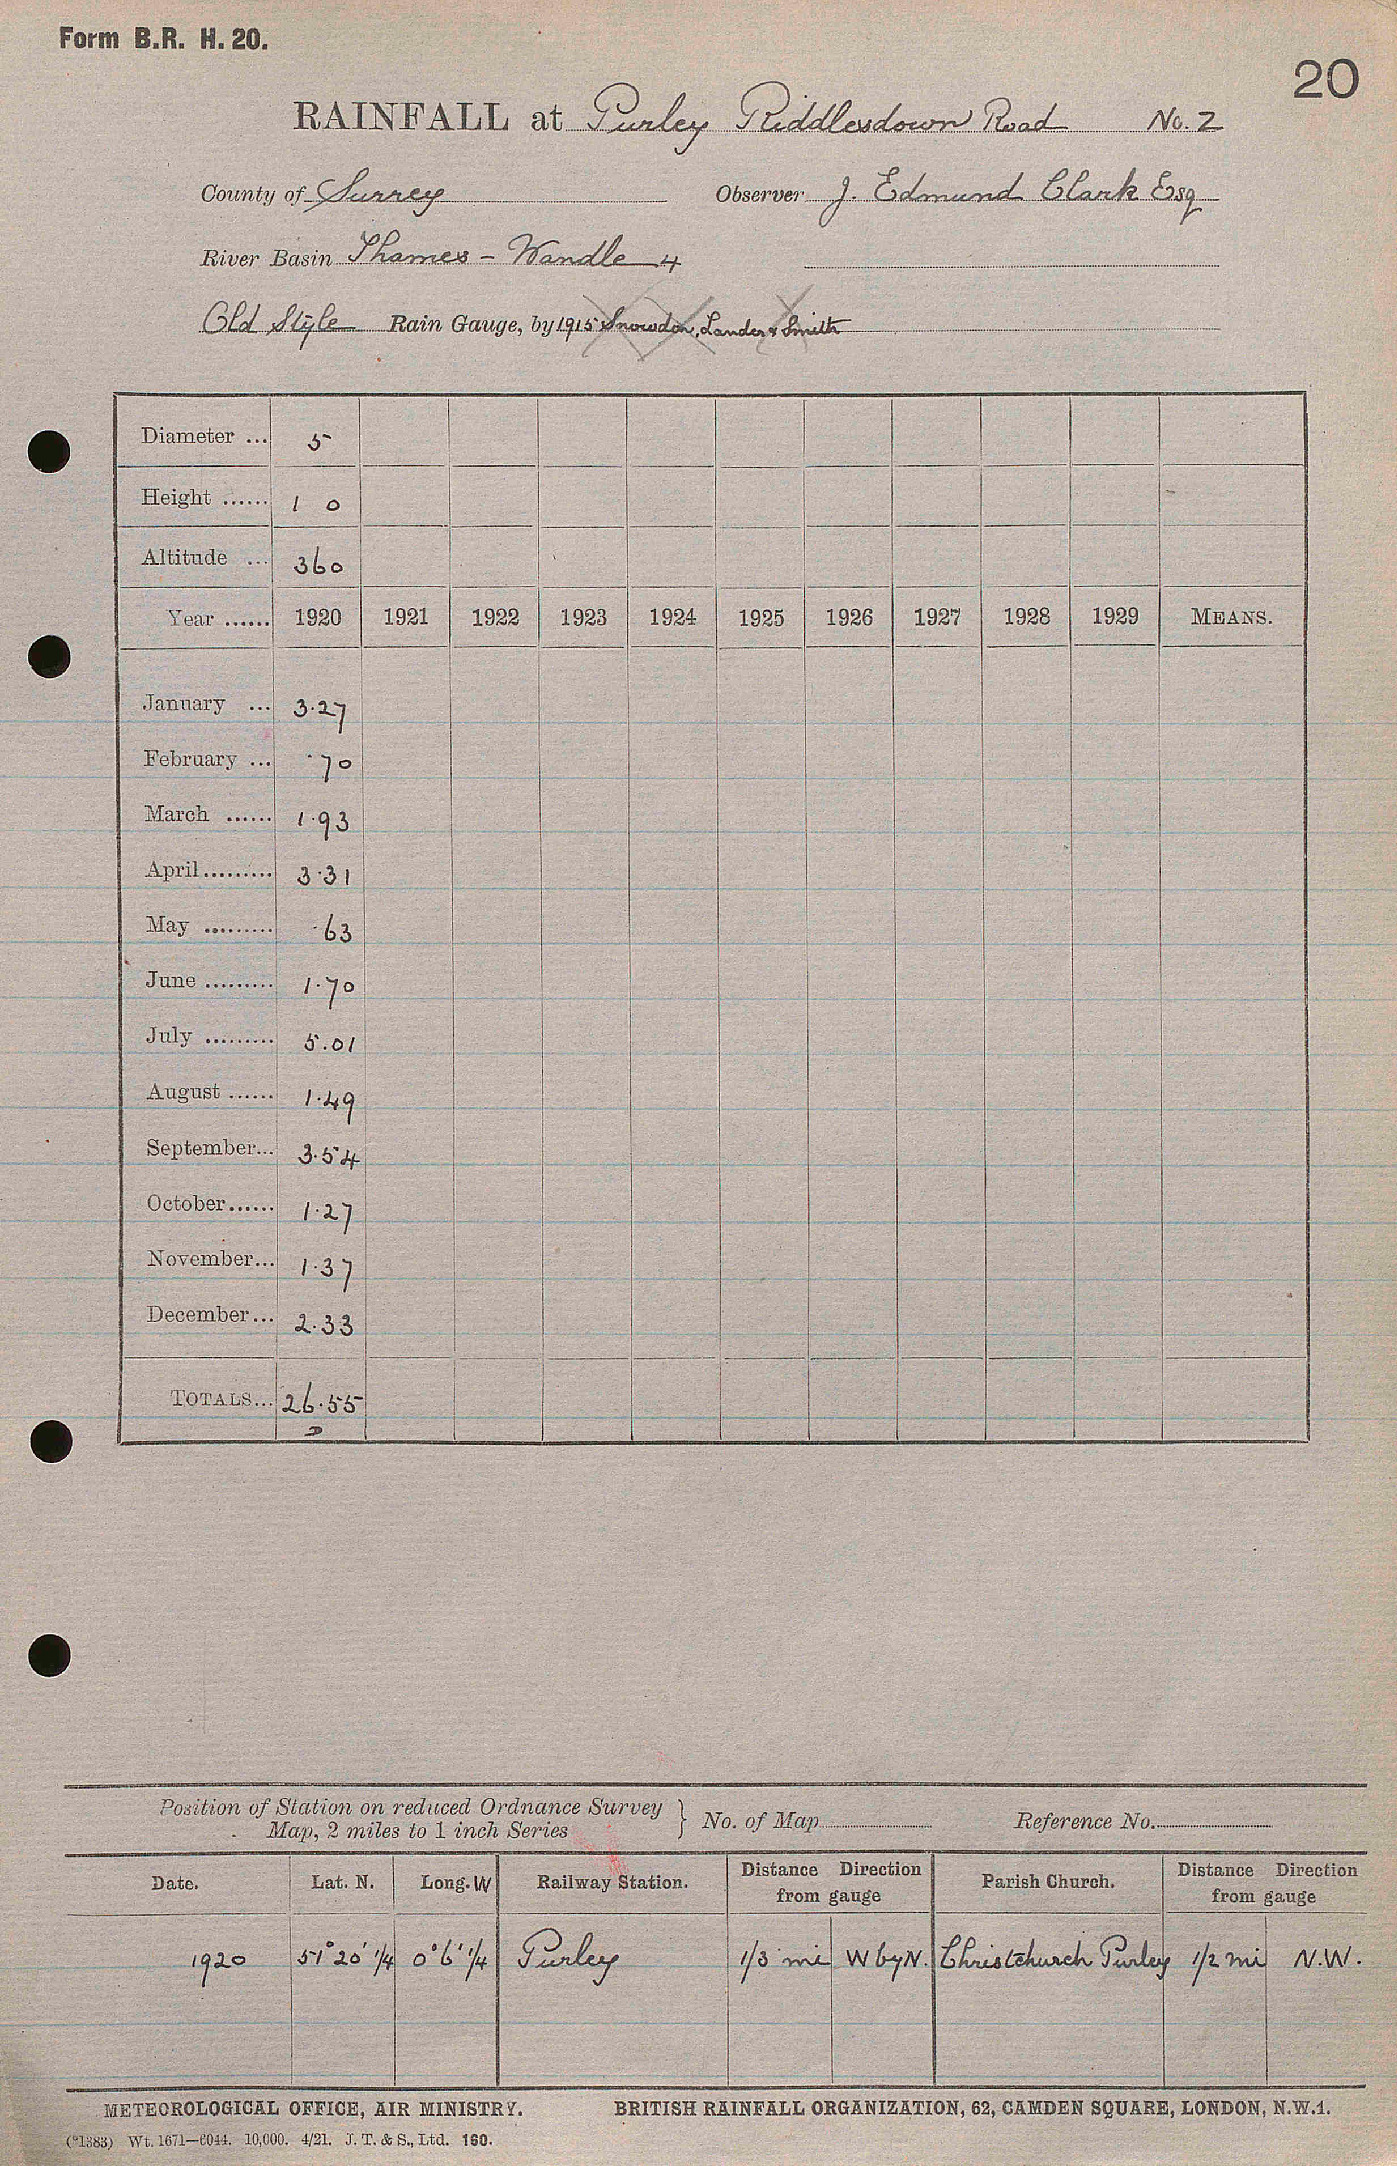 Form B.R. H. 20.
20
RAINFALL at Purley Riddlesdown Road No. 2
County of Surrey Observer J. Edmund Clark Esq
River Basin Thames - Wandle 4
Old Style Rain Gauge, by 1915 Snowdon, Lander & Smith
Diameter ... 5
Height ...... 1 0
Altitude ... 360
Year ...... 1920 1921 1922 1923 1924 1925 1926 1927 1928 1929 MEANS.
January ... 3.27
February ... .70
March ...... 1.93
April ......... 3.31
May ......... .63
June ......... 1.70
July ......... 5.01
August ...... 1.49
September... 3.54
October...... 1.27
November... 1.37
December... 2.33
TOTALS... 26.55
Position of Station on reduced Ordnance Survey
Map, 2 miles to 1 inch Series } No. of Map Reference No.
Date. Lat. N. Long. W Railway Station. Distance Direction from gauge Parish Church. Distance Direction from gauge
1920 51° 20' 1/4 0° 6' 1/4 Purley 1/3 mi W by N. Christchurch Purley 1/2 mi N.W.
METEOROLOGICAL OFFICE, AIR MINISTRY. BRITISH RAINFALL ORGANIZATION, 62, CAMDEN SQUARE, LONDON, N.W.1.
(*1383) Wt. 1671—6044. 10,000. 4/21. J. T. & S., Ltd. 160.